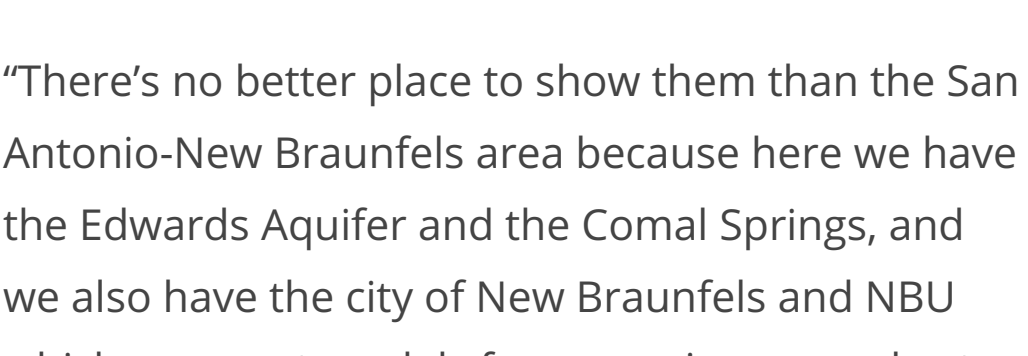 “There’s no better place to show them than the San
Antonio-New Braunfels area because here we have
the Edwards Aquifer and the Comal Springs, and
we also have the city of New Braunfels and NBU